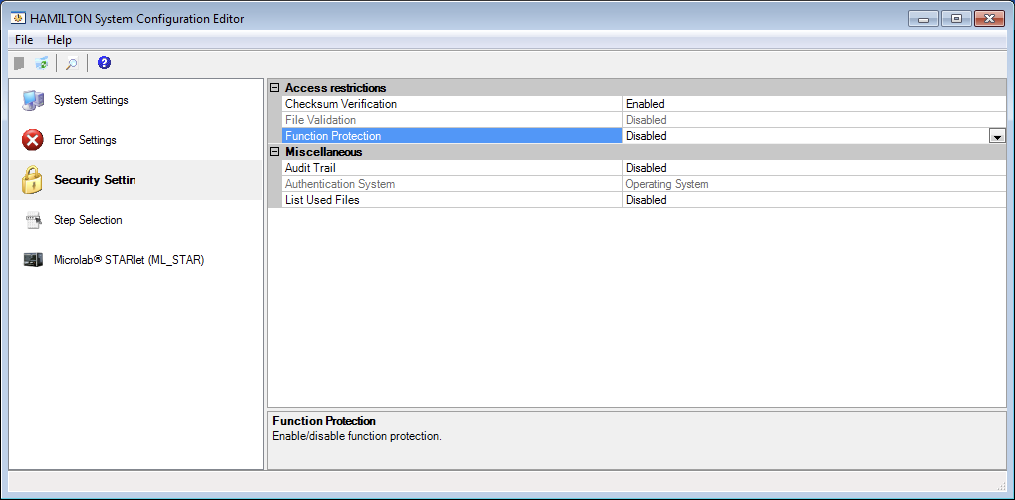 HAMILTON System Configuration Editor
File Help
System Settings
Error Settings
Security Settin
Step Selection
Microlab® STARlet (ML_STAR)
Access restrictions
Checksum Verification Enabled
File Validation Disabled
Function Protection Disabled
Miscellaneous
Audit Trail Disabled
Authentication System Operating System
List Used Files Disabled
Function Protection
Enable/disable function protection.